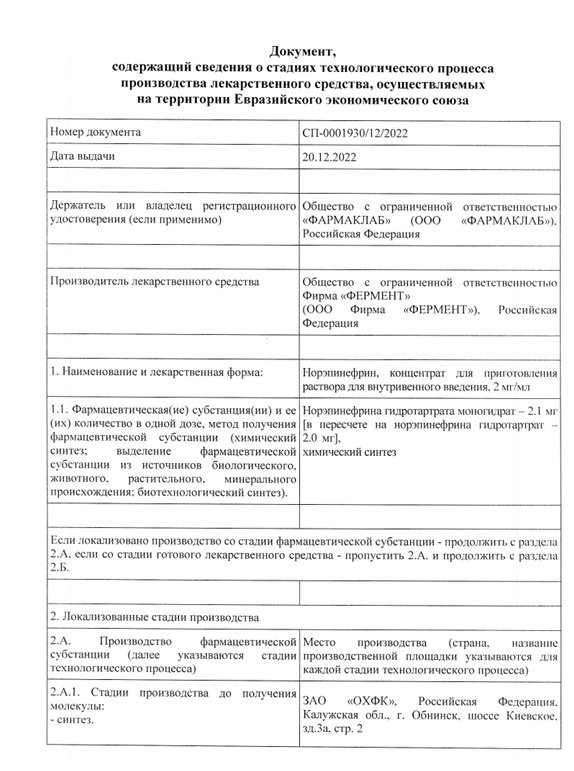 Документ,
содержащий сведения о стадиях технологического процесса
производства лекарственного средства, осуществляемых
на территории Евразийского экономического союза
Номер документа
СП-0001930/12/2022
Дата выдачи
20.12.2022
Держатель или владелец регистрационного
удостоверения (если применимо)
Общество с ограниченной ответственностью
«ФАРМАКЛАБ» (ООО «ФАРМАКЛАБ»),
Российская Федерация
Производитель лекарственного средства
Общество с ограниченной ответственностью
Фирма «ФЕРМЕНТ»
(ООО Фирма «ФЕРМЕНТ»), Российская
Федерация
1. Наименование и лекарственная форма:
Норэпинефрин, концентрат для приготовления
раствора для внутривенного введения, 2 мг/мл
1.1. Фармацевтическая(ие) субстанция(ии) и ее
(их) количество в одной дозе, метод получения
фармацевтической субстанции (химический
синтез; выделение фармацевтической
субстанции из источников биологического,
животного, растительного, минерального
происхождения; биотехнологический синтез).
Норэпинефрина гидротартрата моногидрат – 2.1 мг
[в пересчете на норэпинефрина гидротартрат –
2.0 мг],
химический синтез
Если локализовано производство со стадии фармацевтической субстанции - продолжить с раздела
2.А, если со стадии готового лекарственного средства - пропустить 2.А. и продолжить с раздела
2.Б.
2. Локализованные стадии производства
2.А. Производство фармацевтической
субстанции (далее указываются стадии
технологического процесса)
Место производства (страна, название
производственной площадки указываются для
каждой стадии технологического процесса)
2.А.1. Стадии производства до получения
молекулы:
- синтез.
ЗАО «ОХФК», Российская Федерация,
Калужская обл., г. Обнинск, шоссе Киевское,
зд.3а, стр. 2